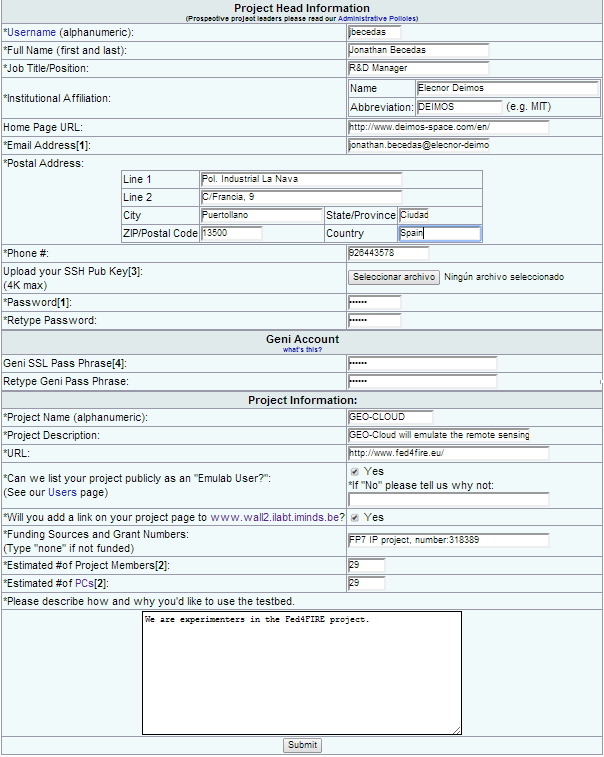 Project Head Information
(Prospective project leaders please read our Administrative Policies)
*Username (alphanumeric): jbecedas
*Full Name (first and last): Jonathan Becedas
*Job Title/Position: R&D Manager
*Institutional Affiliation:
Name Elecnor Deimos
Abbreviation: DEIMOS (e.g. MIT)
Home Page URL: http://www.deimos-space.com/en/
*Email Address[1]: jonathan.becedas@elecnor-deimo
*Postal Address:
Line 1 Pol. Industrial La Nava
Line 2 C/Francia, 9
City Puertollano State/Province Ciudad
ZIP/Postal Code 13500 Country Spain
*Phone #: 926443578
Upload your SSH Pub Key[3]:
(4K max)
Seleccionar archivo Ningún archivo seleccionado
*Password[1]: ••••••
*Retype Password: ••••••
Geni Account
what's this?
Geni SSL Pass Phrase[4]: ••••••
Retype Geni Pass Phrase: ••••••
Project Information:
*Project Name (alphanumeric): GEO-CLOUD
*Project Description: GEO-Cloud will emulate the remote sensing
*URL: http://www.fed4fire.eu/
*Can we list your project publicly as an "Emulab User?":
(See our Users page)
Yes
*If "No" please tell us why not:
*Will you add a link on your project page to www.wall2.ilabt.iminds.be? Yes
*Funding Sources and Grant Numbers:
(Type "none" if not funded)
FP7 IP project, number:318389
*Estimated #of Project Members[2]: 29
*Estimated #of PCs[2]: 29
*Please describe how and why you'd like to use the testbed.
We are experimenters in the Fed4FIRE project.
Submit